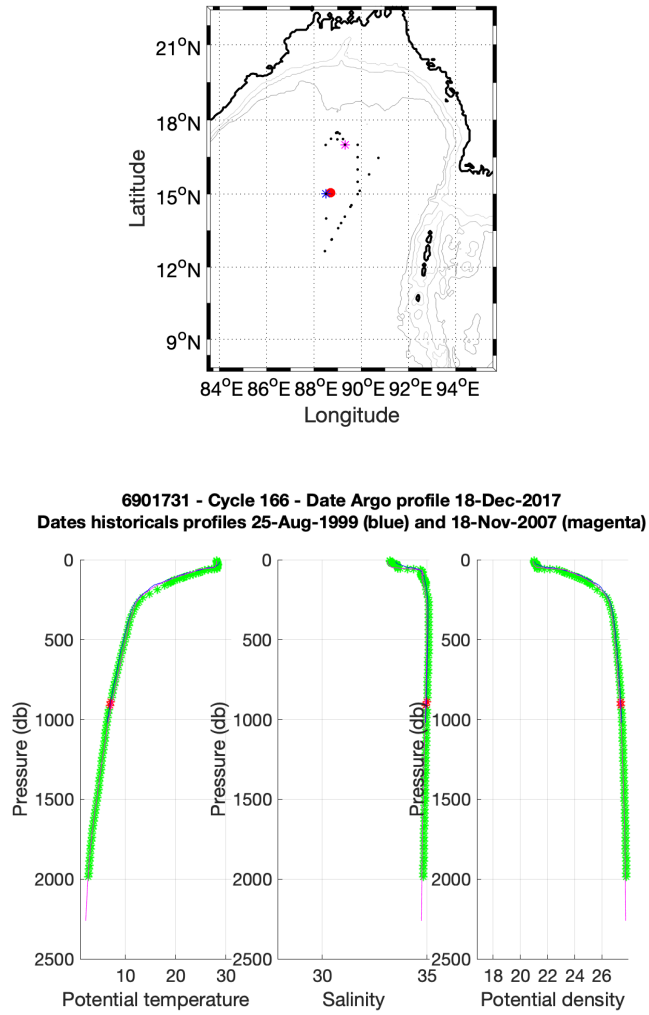 21°N
18°N
15°N
12°N
9°N
Latitude
84°E 86°E 88°E 90°E 92°E 94°E
Longitude
6901731 - Cycle 166 - Date Argo profile 18-Dec-2017
Dates historicals profiles 25-Aug-1999 (blue) and 18-Nov-2007 (magenta)
0
500
1000
1500
2000
2500
Pressure (db)
10 20 30
Potential temperature
0
500
1000
1500
2000
2500
Pressure (db)
30 35
Salinity
0
500
1000
1500
2000
2500
Pressure (db)
18 20 22 24 26
Potential density